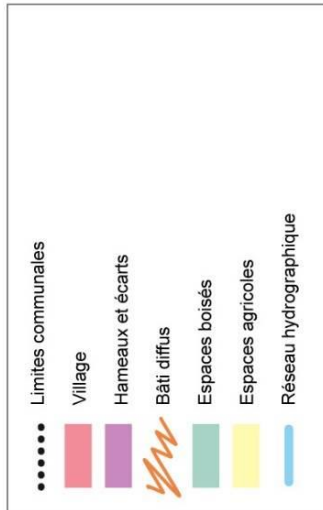 Limites communales
Village
Hameaux et écarts
Bâti diffus
Espaces boisés
Espaces agricoles
Réseau hydrographique